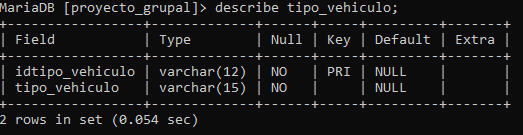 MariaDB [proyecto_grupal]> describe tipo_vehiculo;
+-----------------+-------------+------+-----+---------+-------+
| Field           | Type        | Null | Key | Default | Extra |
+-----------------+-------------+------+-----+---------+-------+
| idtipo_vehiculo | varchar(12) | NO   | PRI | NULL    |       |
| tipo_vehiculo   | varchar(15) | NO   |     | NULL    |       |
+-----------------+-------------+------+-----+---------+-------+
2 rows in set (0.054 sec)